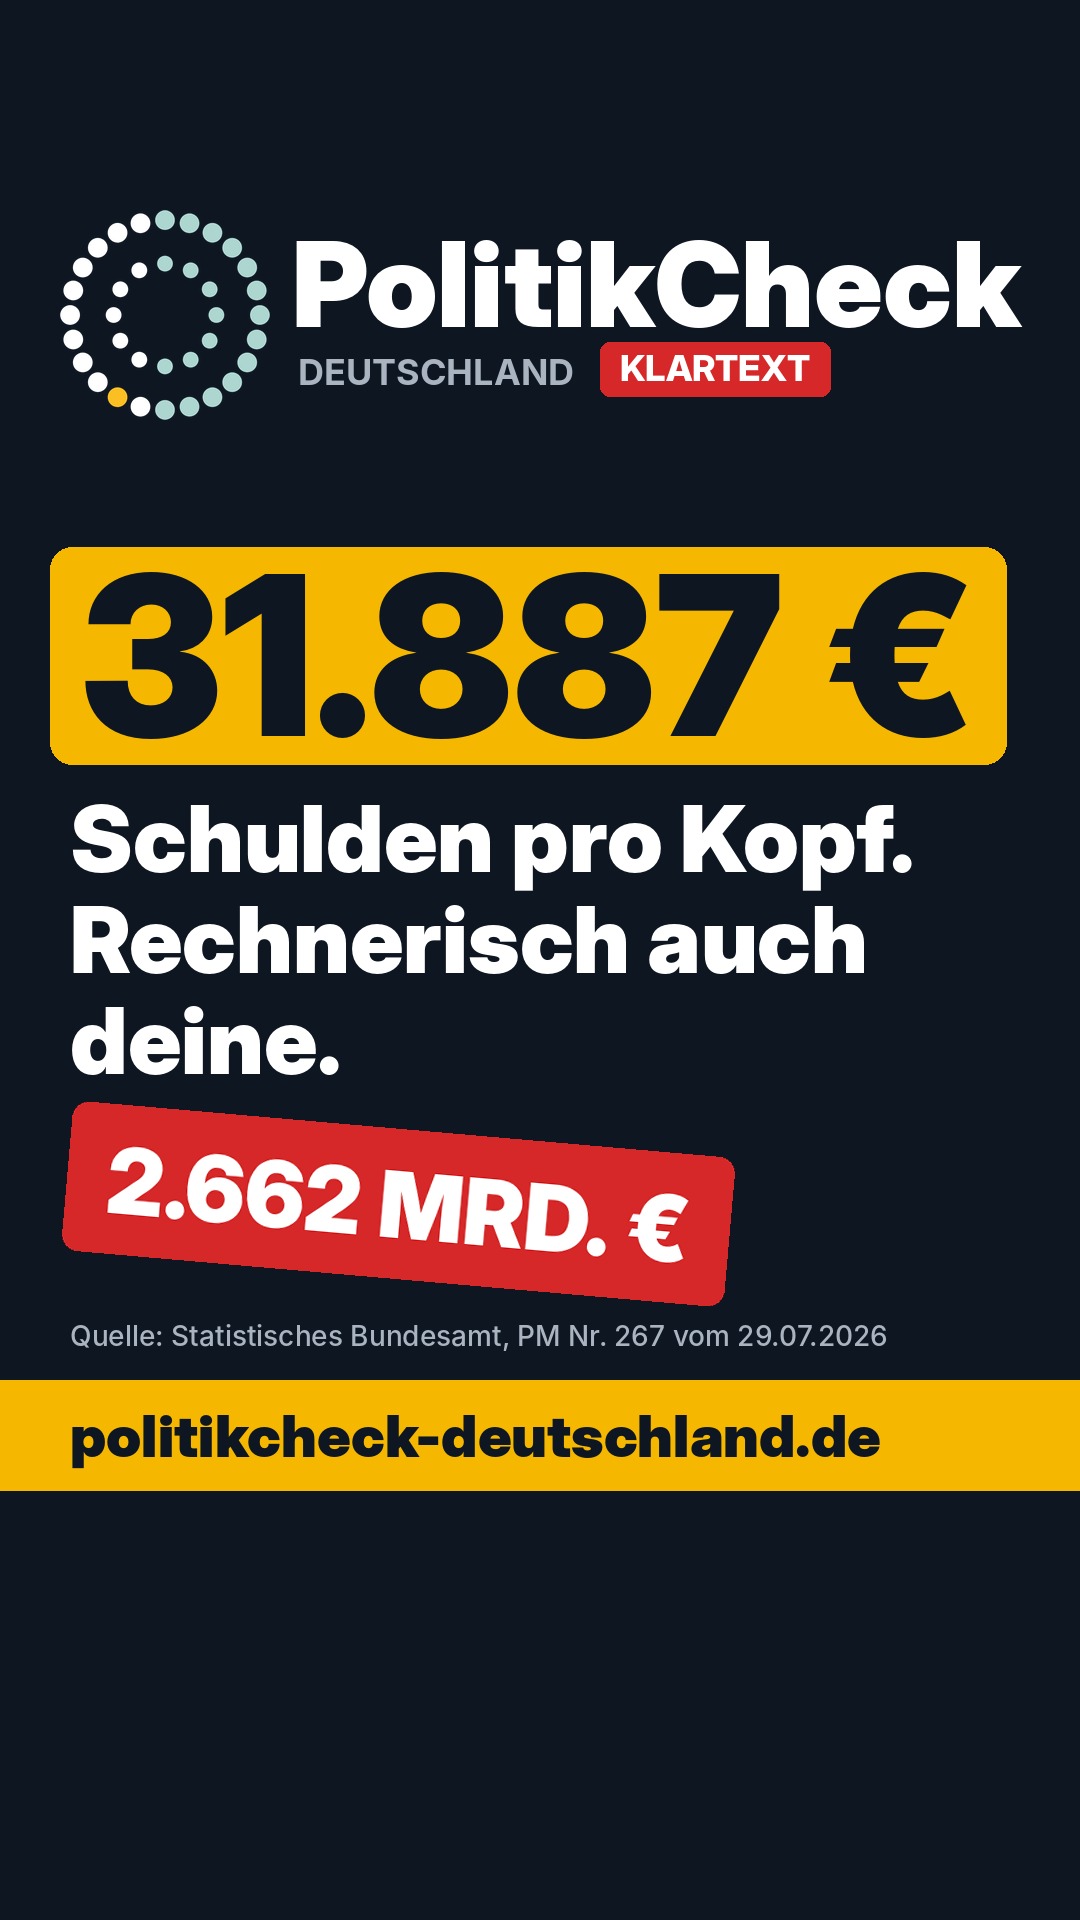 PolitikCheck
DEUTSCHLAND KLARTEXT
31.887 €
Schulden pro Kopf.
Rechnerisch auch
deine.
2.662 MRD. €
Quelle: Statistisches Bundesamt, PM Nr. 267 vom 29.07.2026
politikcheck-deutschland.de